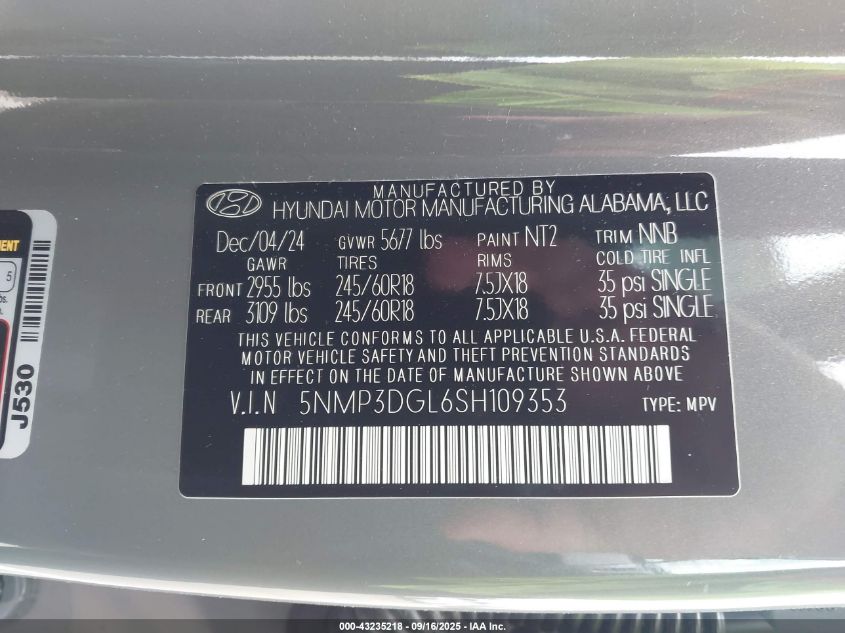 MANUFACTURED BY
HYUNDAI MOTOR MANUFACTURING ALABAMA, LLC
Dec/04/24 GVWR 5677 lbs PAINT NT2 TRIM NNB
GAWR TIRES RIMS COLD TIRE INFL
FRONT 2955 lbs 245/60R18 7.5JX18 35 psi SINGLE
REAR 3109 lbs 245/60R18 7.5JX18 35 psi SINGLE
THIS VEHICLE CONFORMS TO ALL APPLICABLE U.S.A. FEDERAL
MOTOR VEHICLE SAFETY AND THEFT PREVENTION STANDARDS
IN EFFECT ON THE DATE OF MANUFACTURE SHOWN ABOVE
V.I.N 5NMP3DGL6SH109353 TYPE: MPV
5
J530
000-43235218 - 09/16/2025 - IAA, Inc.